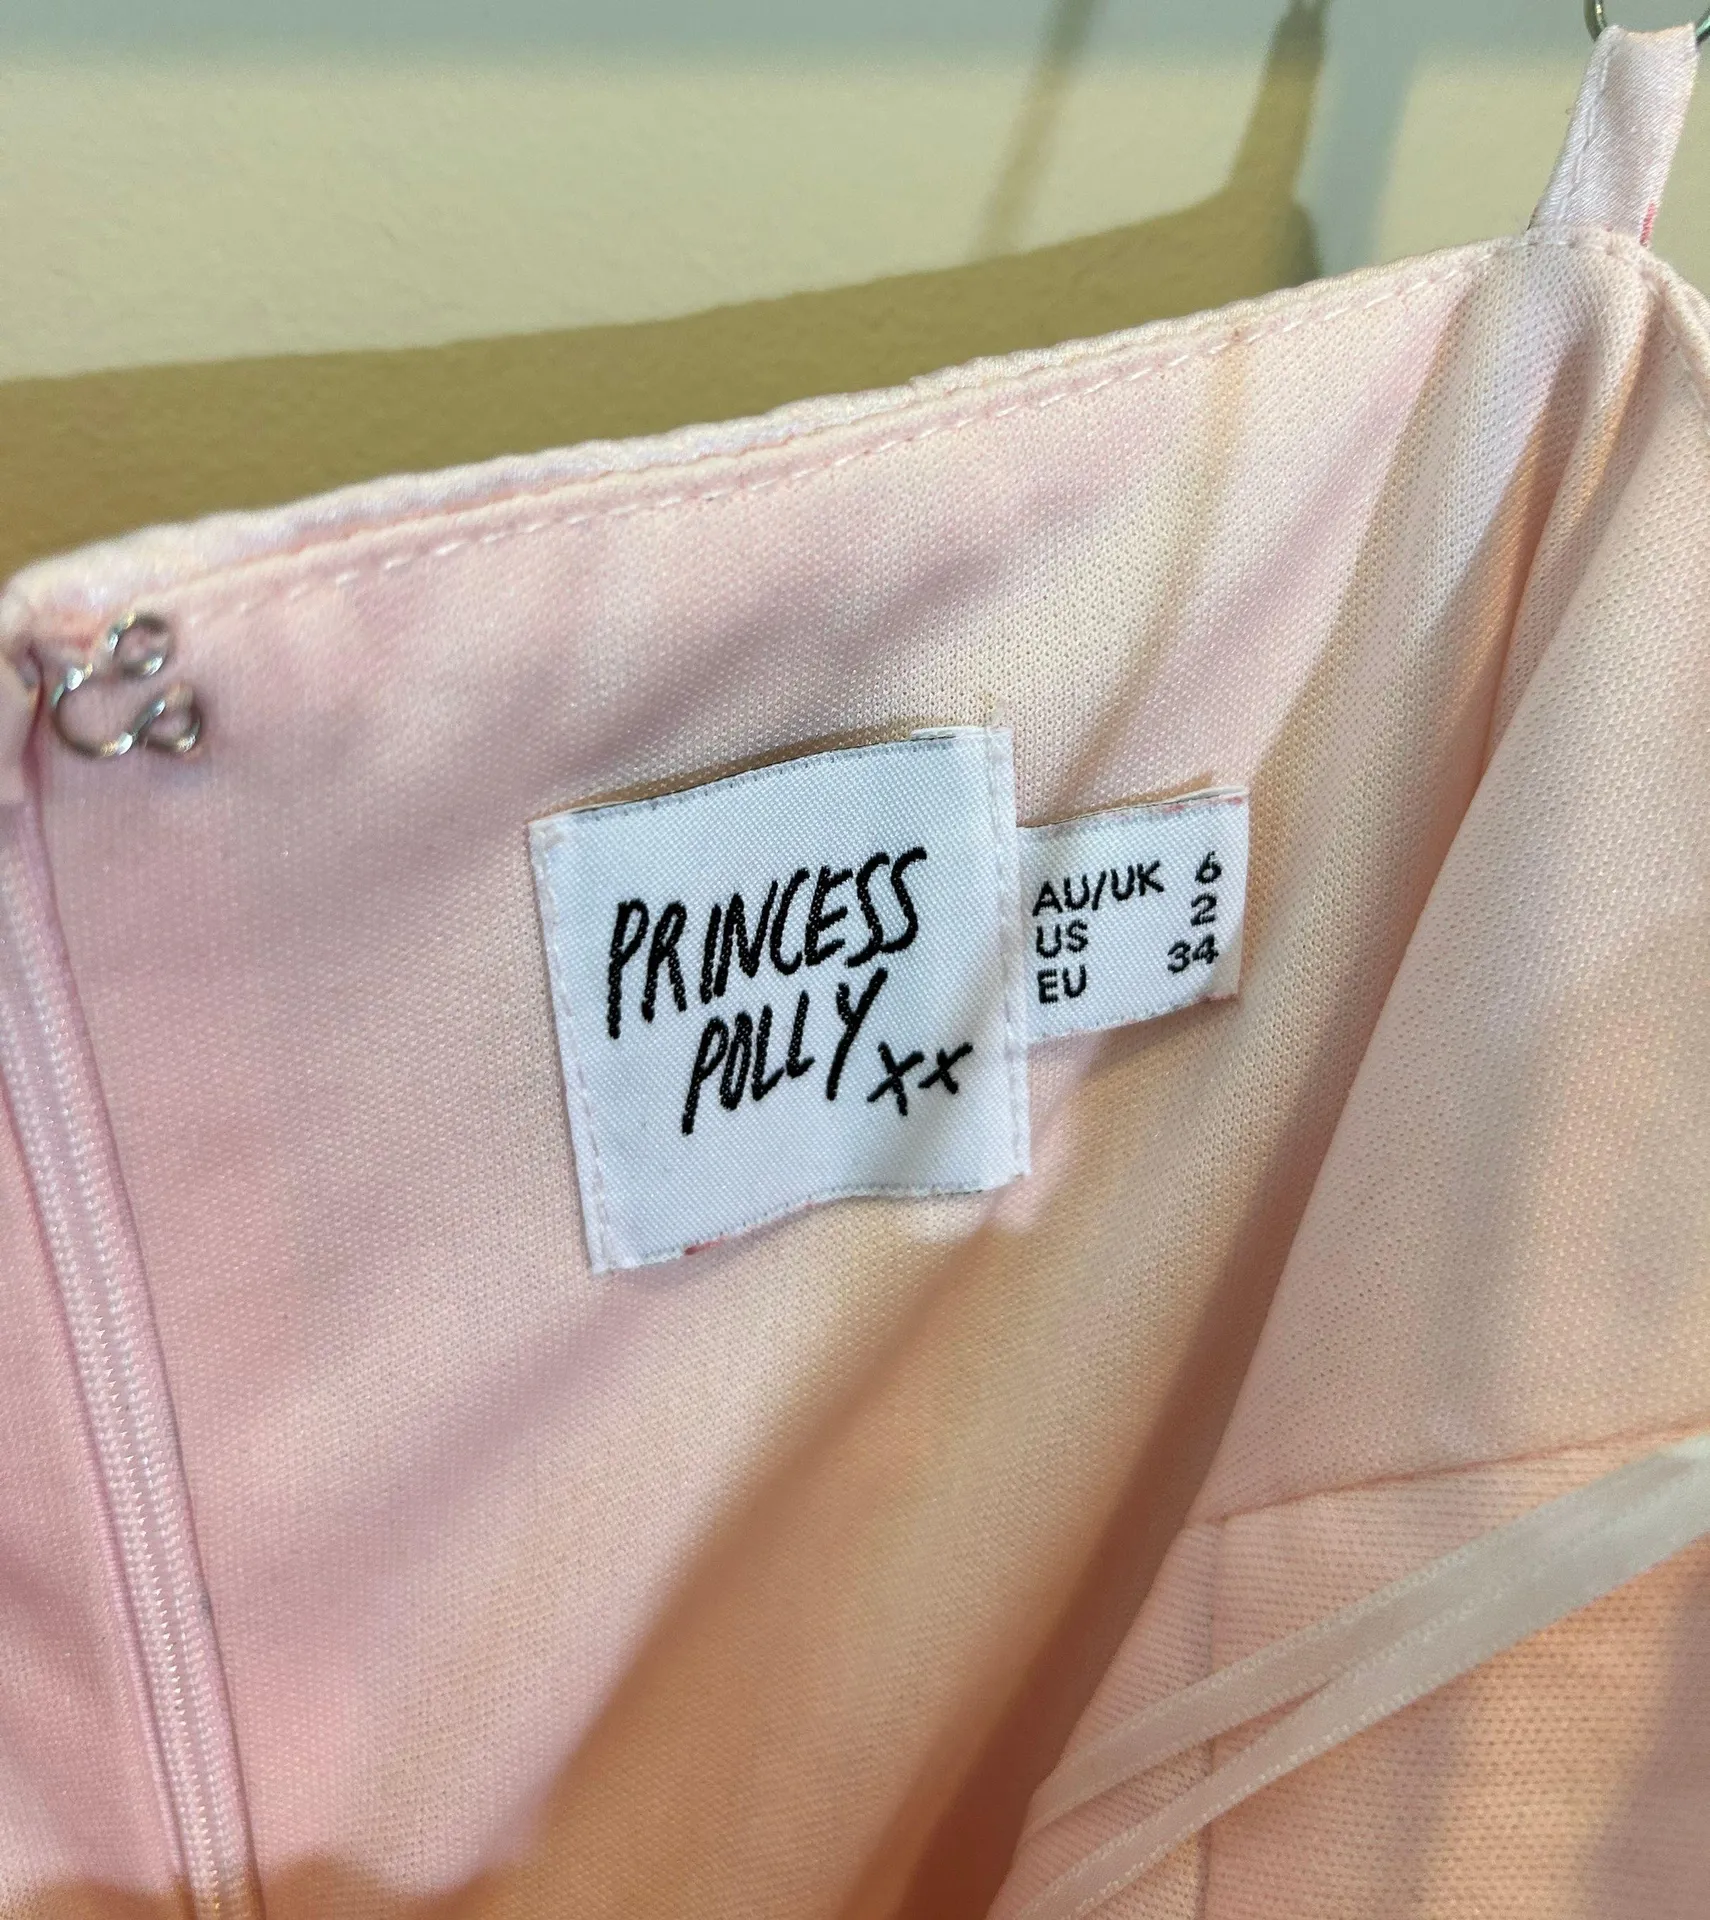 PRINCESS
POLLY xx
AU/UK 6
US 2
EU 34